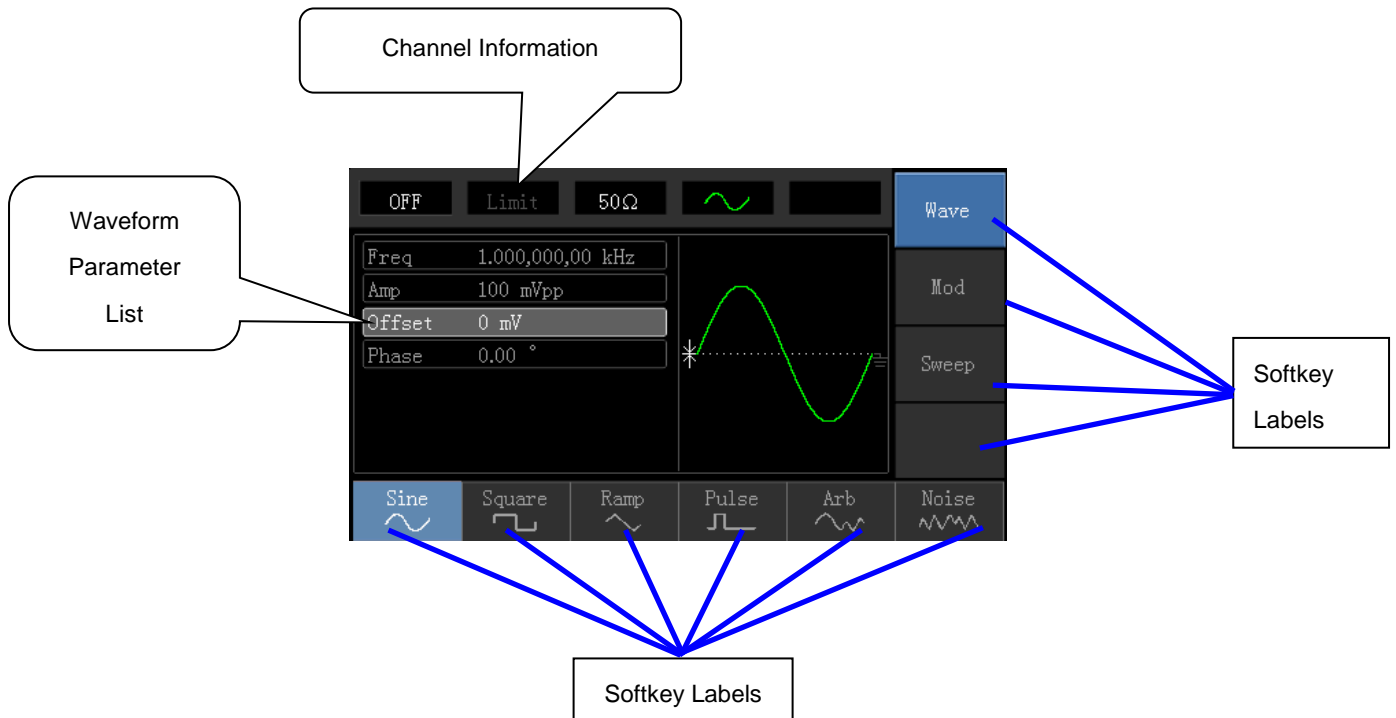 Channel Information
Waveform
Parameter
List
OFF Limit 50Ω
Wave
Freq 1.000,000,00 kHz
Amp 100 mVpp
Offset 0 mV
Phase 0.00 °
Mod
Sweep
Softkey
Labels
Sine Square Ramp Pulse Arb Noise
Softkey Labels